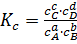 K_c = \frac{c_C^c \cdot c_D^d}{c_A^a \cdot c_B^b}